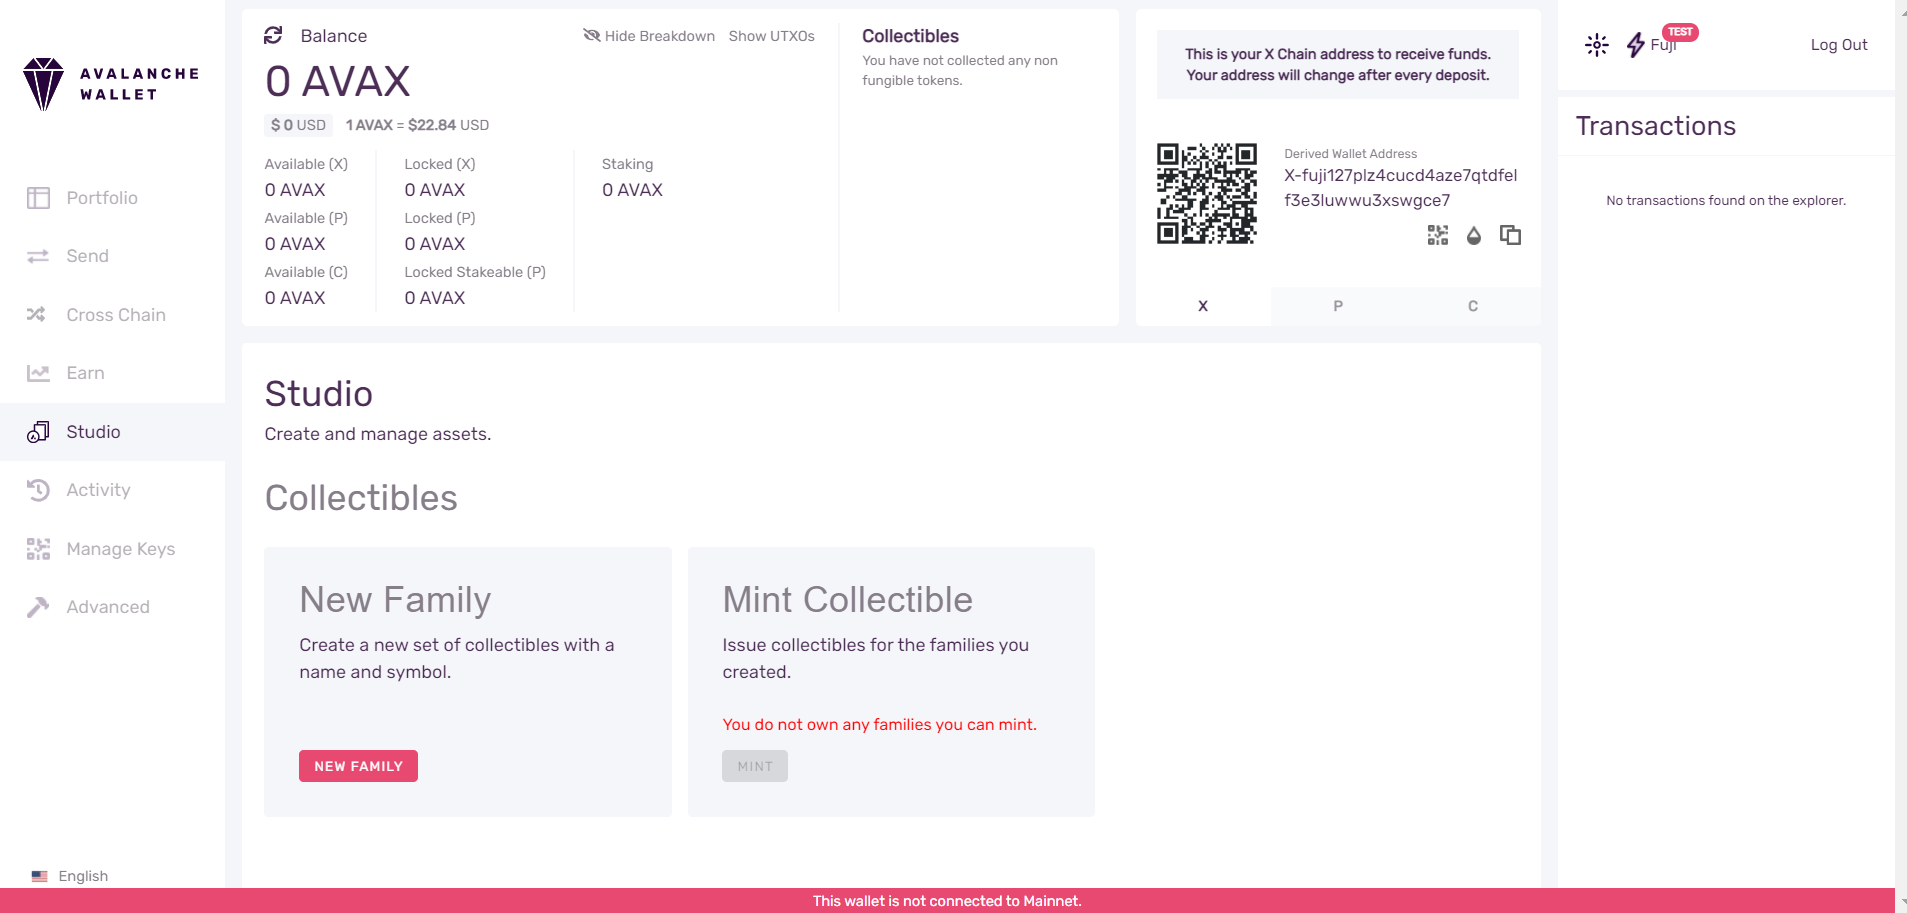 AVALANCHE
WALLET
Portfolio
Send
Cross Chain
Earn
Studio
Activity
Manage Keys
Advanced
English
Balance
Hide Breakdown Show UTXOs
0 AVAX
$ 0 USD 1 AVAX = $22.84 USD
Available (X)
0 AVAX
Available (P)
0 AVAX
Available (C)
0 AVAX
Locked (X)
0 AVAX
Locked (P)
0 AVAX
Locked Stakeable (P)
0 AVAX
Staking
0 AVAX
Collectibles
You have not collected any non
fungible tokens.
This is your X Chain address to receive funds.
Your address will change after every deposit.
Derived Wallet Address
X-fuji127plz4cucd4aze7qtdfel
f3e3luwwu3xswgce7
X P C
Studio
Create and manage assets.
Collectibles
New Family
Create a new set of collectibles with a
name and symbol.
NEW FAMILY
Mint Collectible
Issue collectibles for the families you
created.
You do not own any families you can mint.
MINT
TEST
Fuji
Log Out
Transactions
No transactions found on the explorer.
This wallet is not connected to Mainnet.